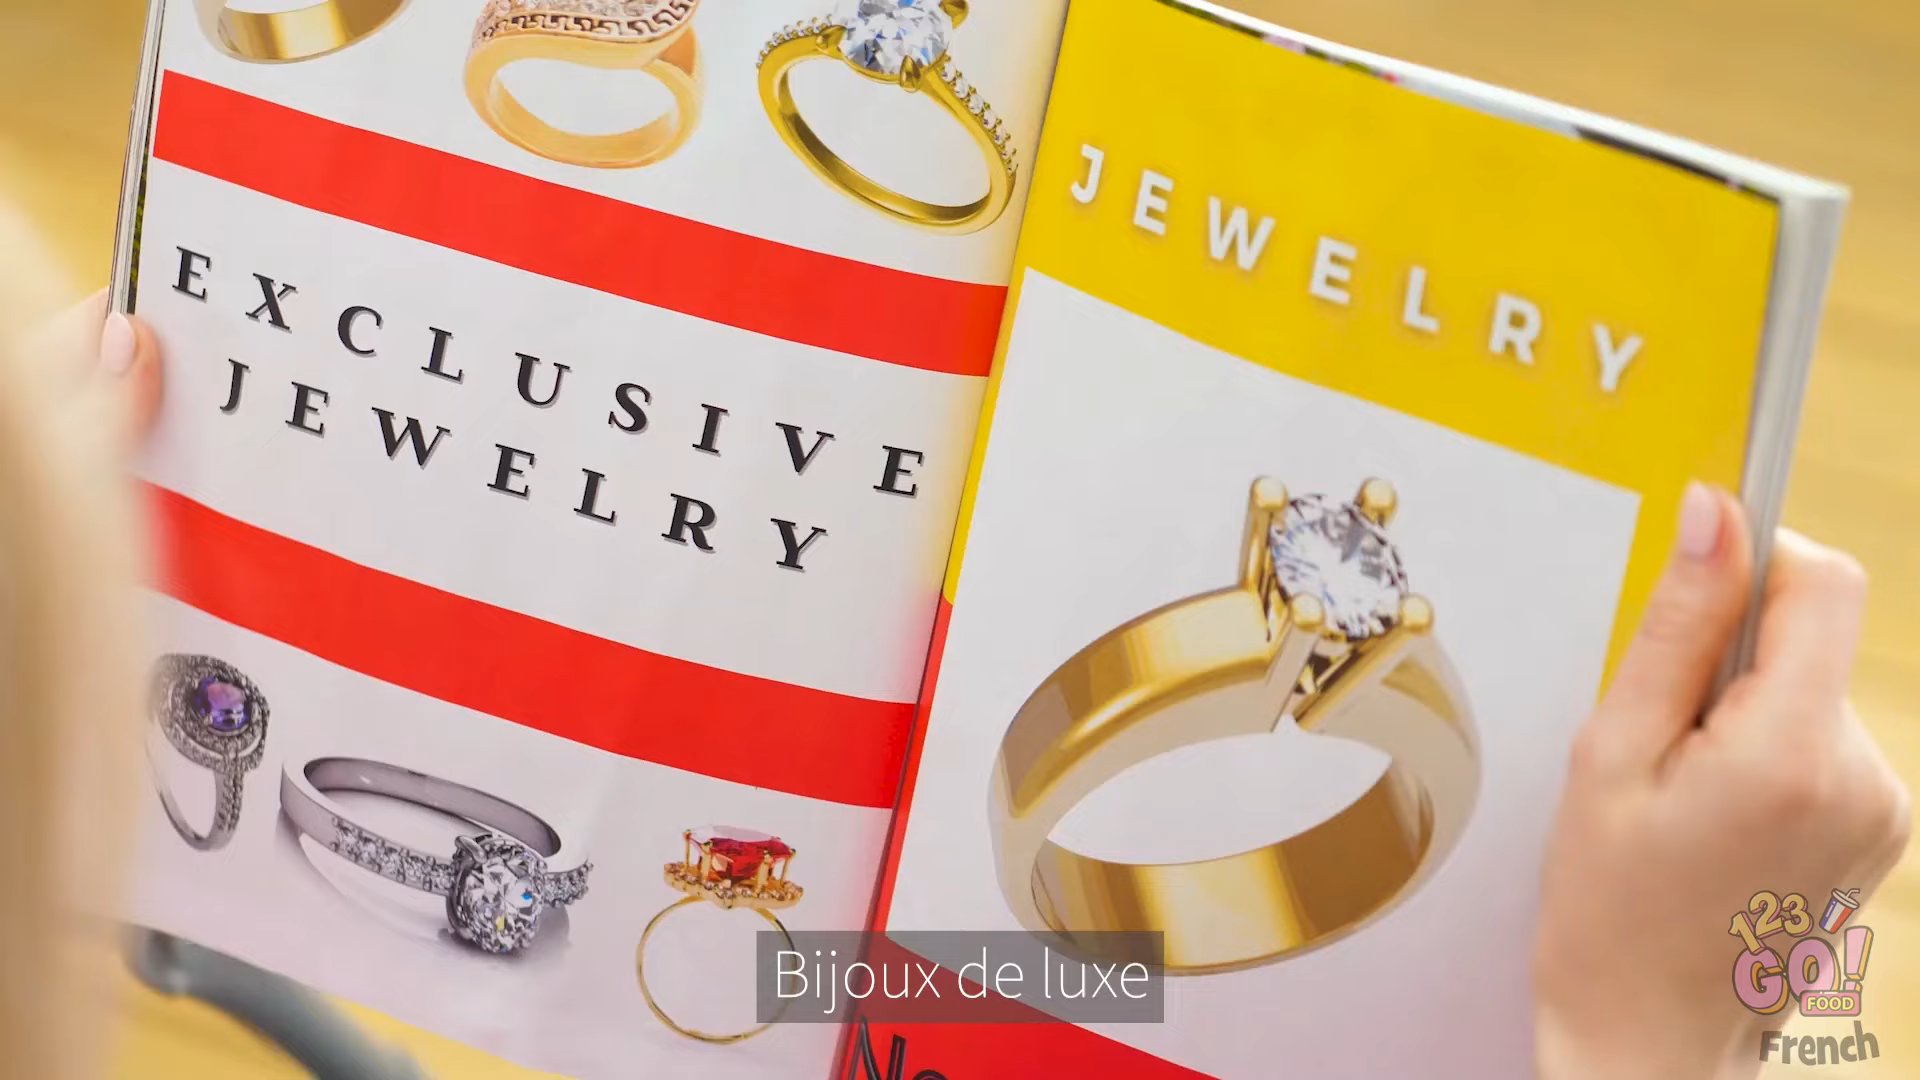 EXCLUSIVE
JEWELRY
JEWELRY
Bijoux de luxe
123
GO!
FOOD
French